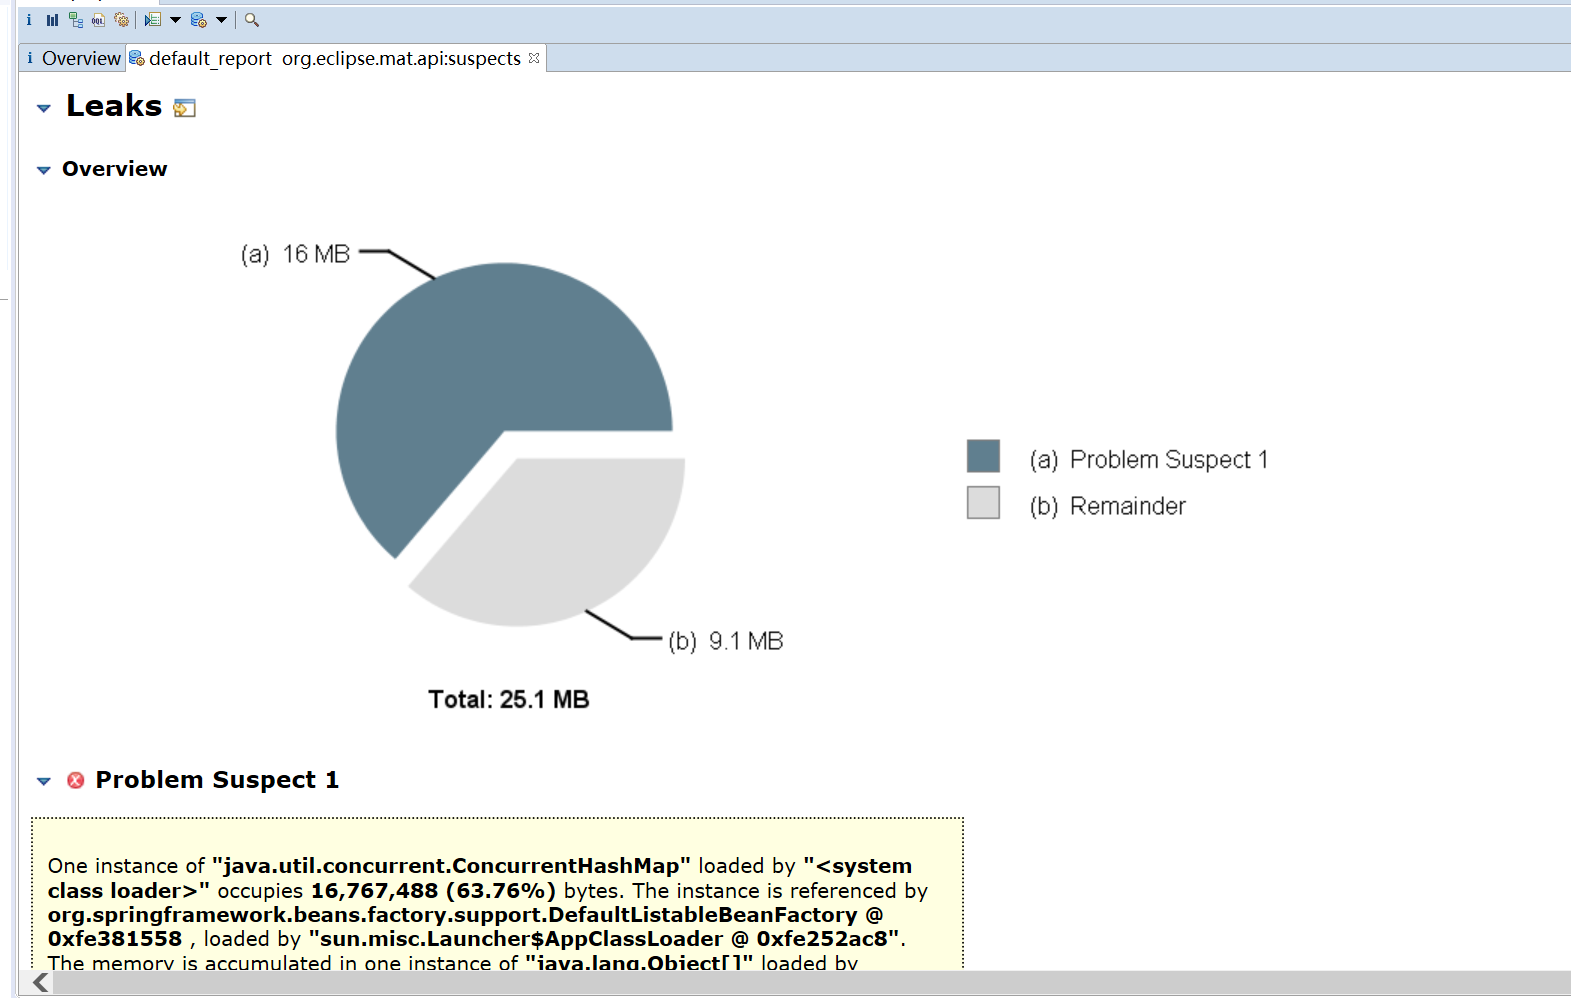 Overview
default_report org.eclipse.mat.api:suspects
Leaks
Overview
(a) 16 MB
(a) Problem Suspect 1
(b) Remainder
(b) 9.1 MB
Total: 25.1 MB
Problem Suspect 1
One instance of "java.util.concurrent.ConcurrentHashMap" loaded by "<system
class loader>" occupies 16,767,488 (63.76%) bytes. The instance is referenced by
org.springframework.beans.factory.support.DefaultListableBeanFactory @
0xfe381558 , loaded by "sun.misc.Launcher$AppClassLoader @ 0xfe252ac8".
The memory is accumulated in one instance of "java.lang.Object[]" loaded by